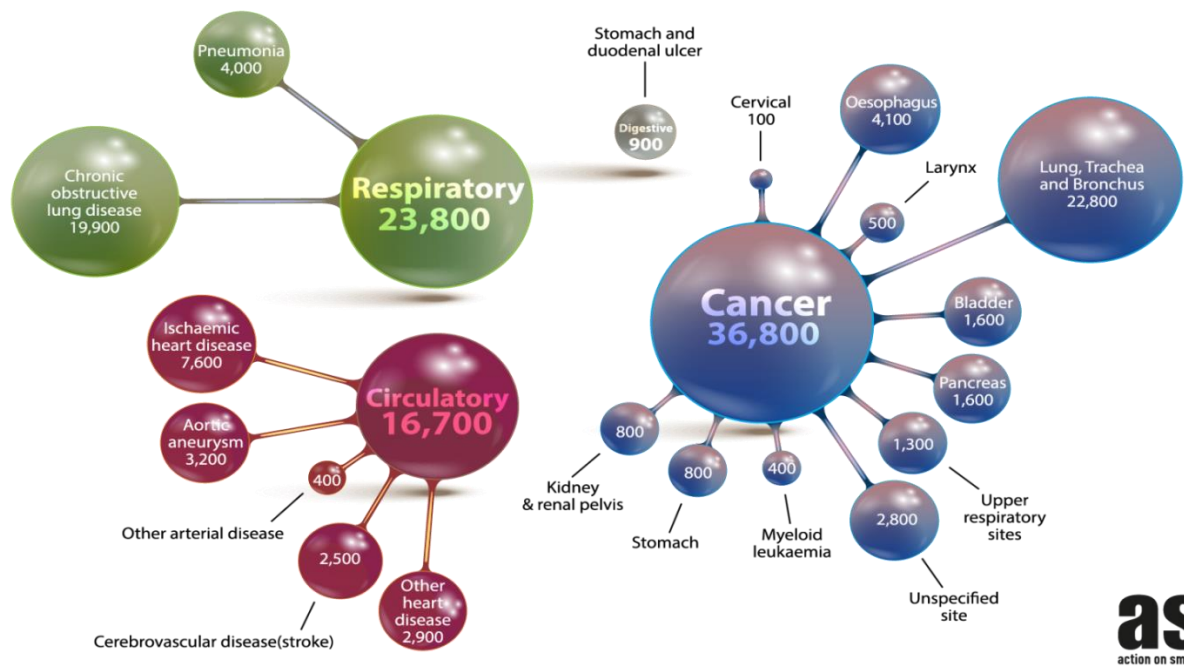 Pneumonia
4,000
Chronic
obstructive
lung disease
19,900
Respiratory
23,800
Stomach and
duodenal ulcer
Digestive
900
Cervical
100
Oesophagus
4,100
Larynx
500
Lung, Trachea
and Bronchus
22,800
Cancer
36,800
Bladder
1,600
Pancreas
1,600
1,300
Upper
respiratory
sites
2,800
Unspecified
site
400
Myeloid
leukaemia
800
Stomach
800
Kidney
& renal pelvis
Ischaemic
heart disease
7,600
Circulatory
16,700
Aortic
aneurysm
3,200
400
Other arterial disease
2,500
Cerebrovascular disease(stroke)
Other
heart
disease
2,900
as
action on sm